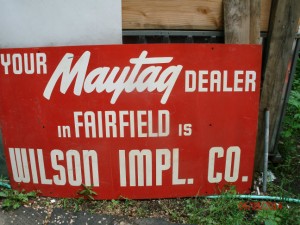 YOUR Maytag DEALER
in FAIRFIELD IS
WILSON IMPL. CO.